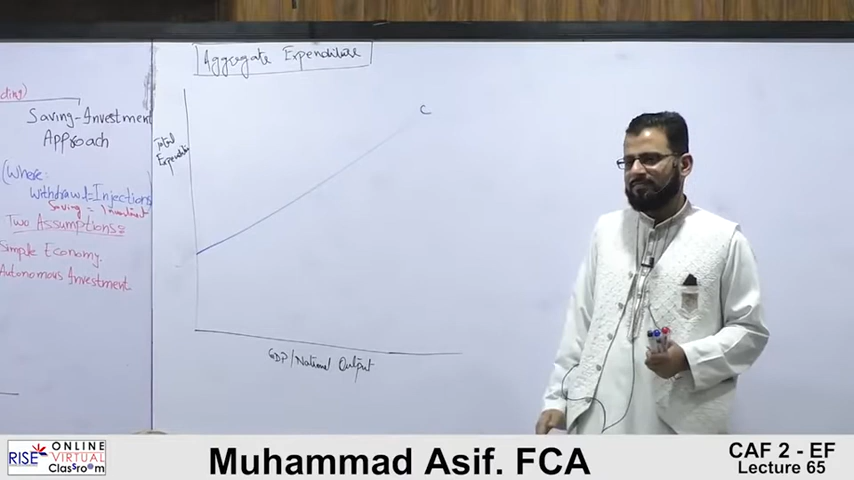 ding)
Saving-Investment
Approach
(Where:
Withdrawl=Injections
Saving = Investment
Two Assumptions:
Simple Economy.
Autonomous Investment
Aggregate Expenditure
Total
Expenditure
C
GDP/National Output
RISE
ONLINE
VIRTUAL
Classroom
Muhammad Asif. FCA
CAF 2 - EF
Lecture 65